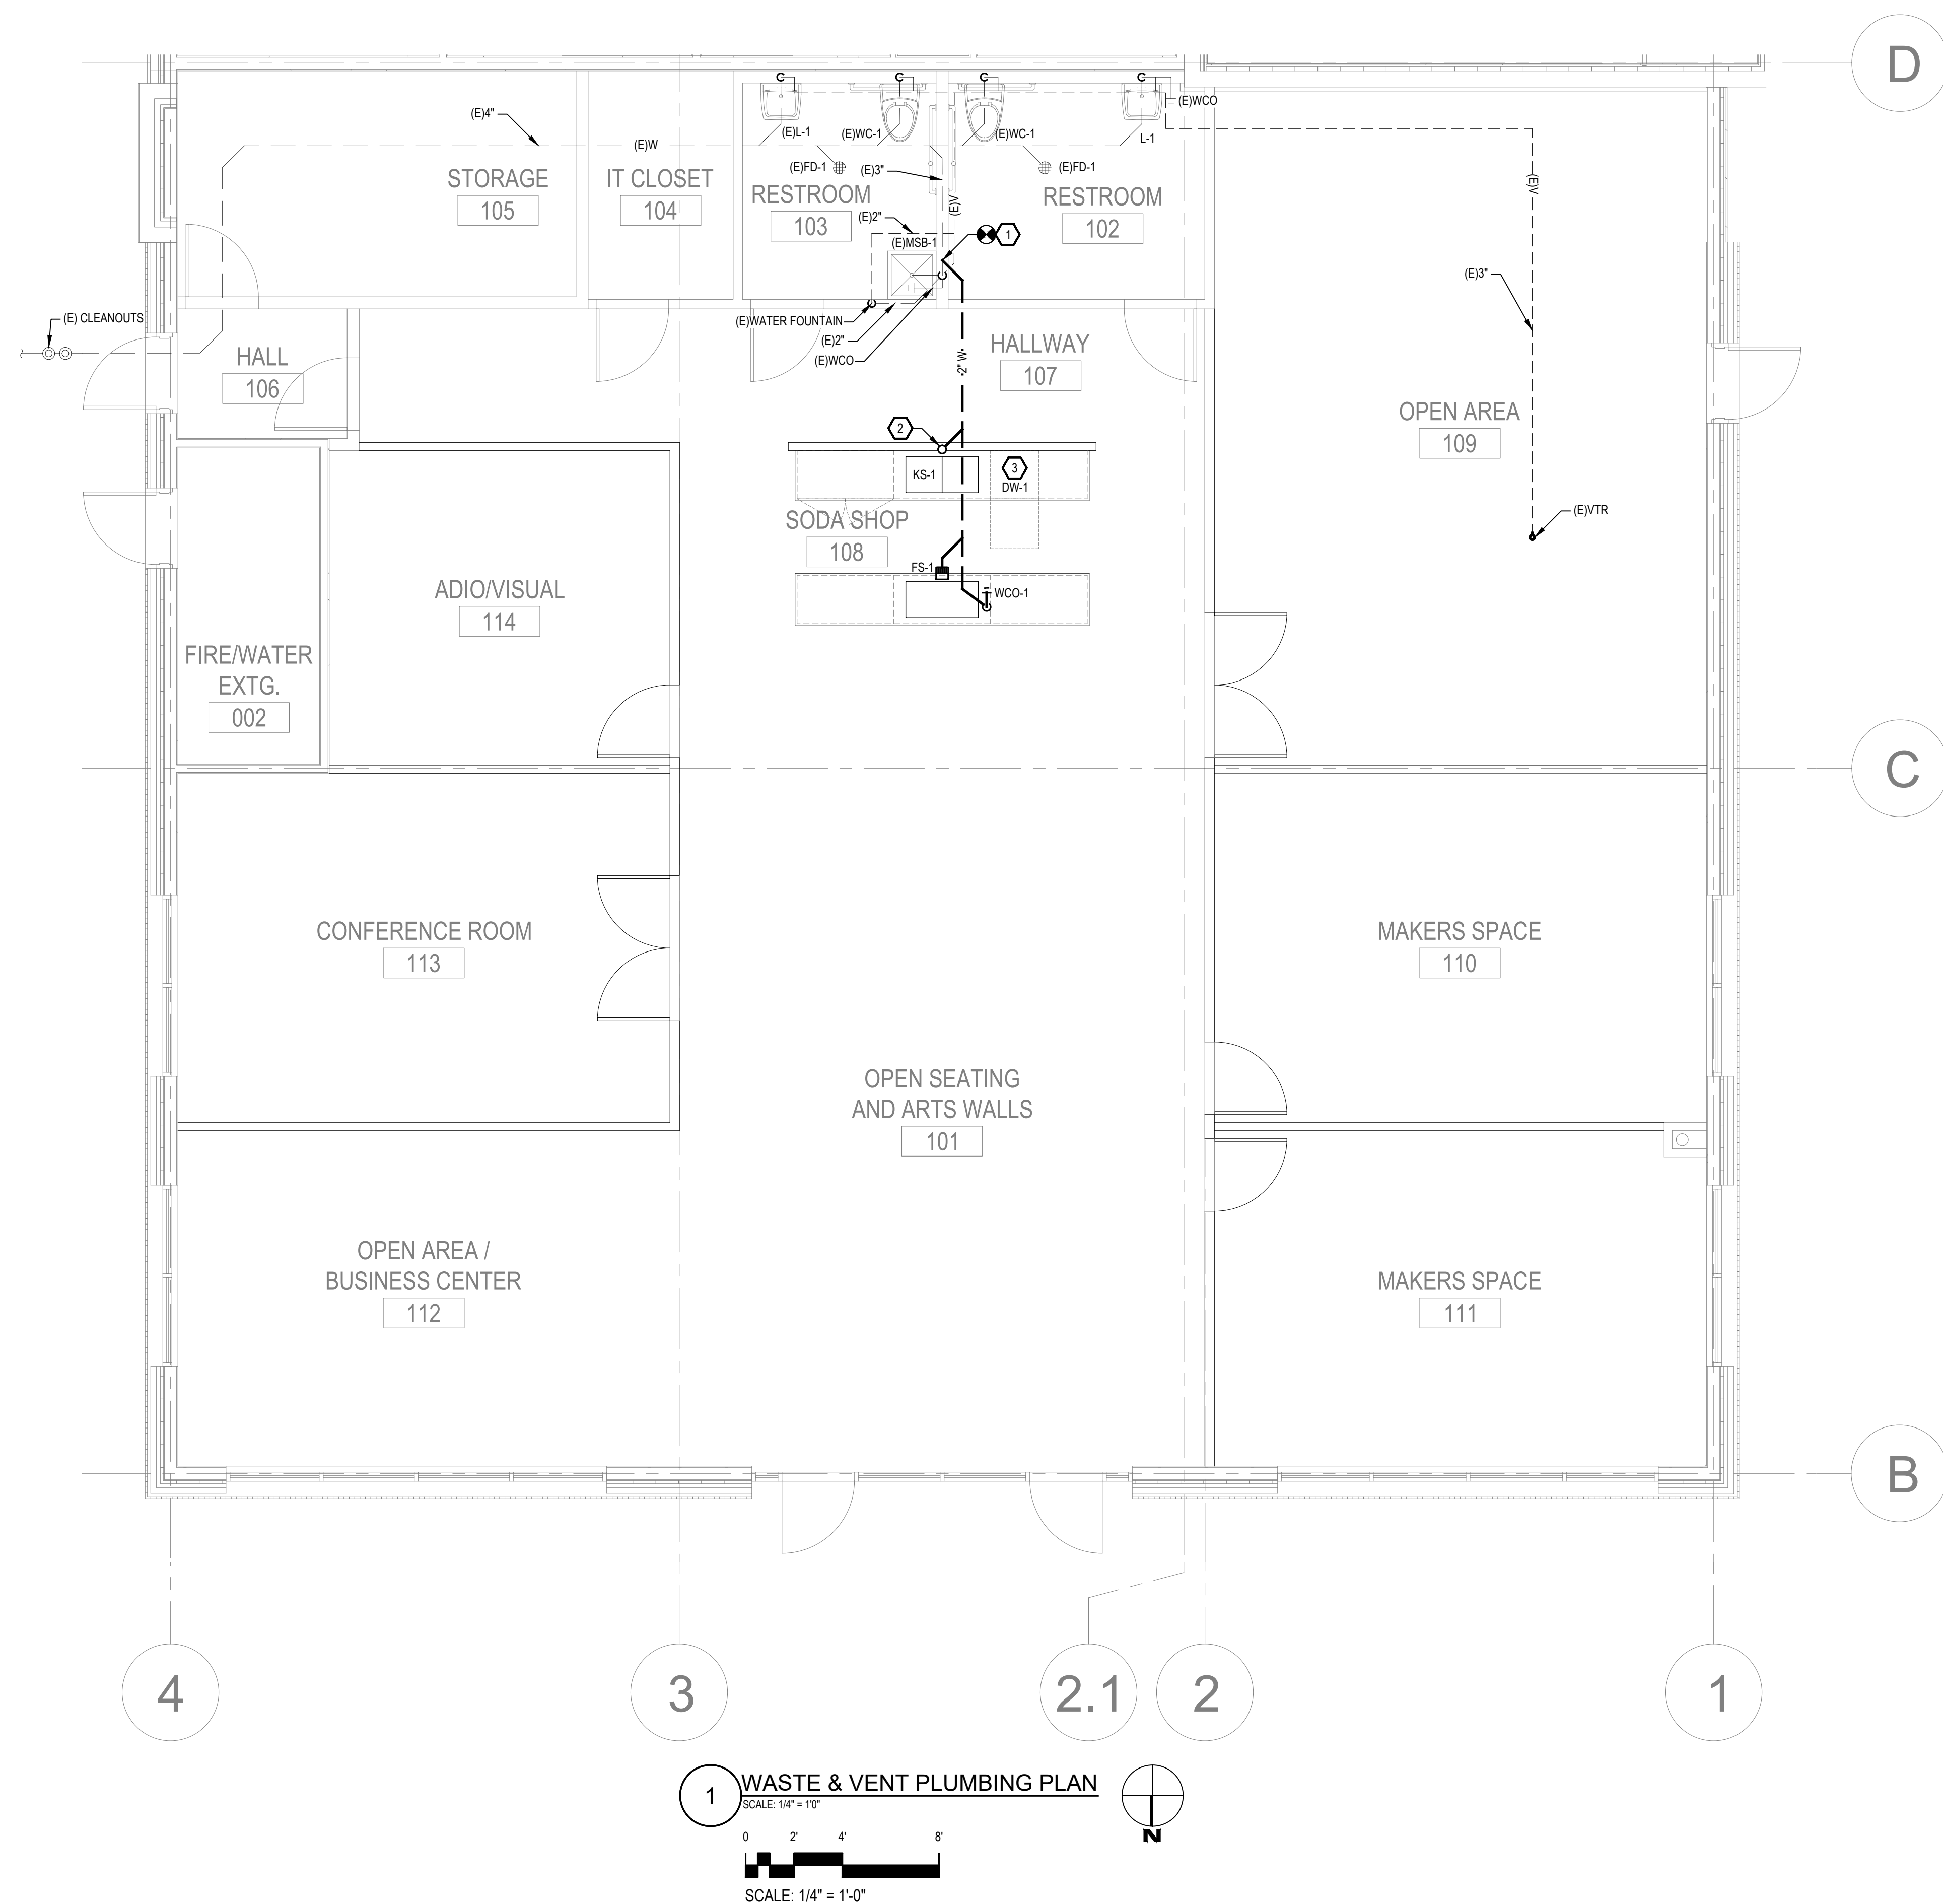 D
(E)WCO
(E)4"
(E)L-1
(E)WC-1
(E)WC-1
L-1
(E)W
(E)FD-1
(E)3"
(E)FD-1
STORAGE
105
IT CLOSET
104
RESTROOM
103
RESTROOM
102
(E)V
(E)V
(E)2"
(E)MSB-1
1
(E)3"
(E) CLEANOUTS
(E)WATER FOUNTAIN
(E)2"
(E)WCO
HALL
106
HALLWAY
107
2" W
OPEN AREA
109
2
KS-1
3
DW-1
SODA SHOP
108
(E)VTR
FS-1
WCO-1
ADIO/VISUAL
114
FIRE/WATER
EXTG.
002
C
CONFERENCE ROOM
113
MAKERS SPACE
110
OPEN SEATING
AND ARTS WALLS
101
OPEN AREA /
BUSINESS CENTER
112
MAKERS SPACE
111
B
4
3
2.1
2
1
1
WASTE & VENT PLUMBING PLAN
SCALE: 1/4" = 1'0"
N
0 2' 4' 8'
SCALE: 1/4" = 1'-0"